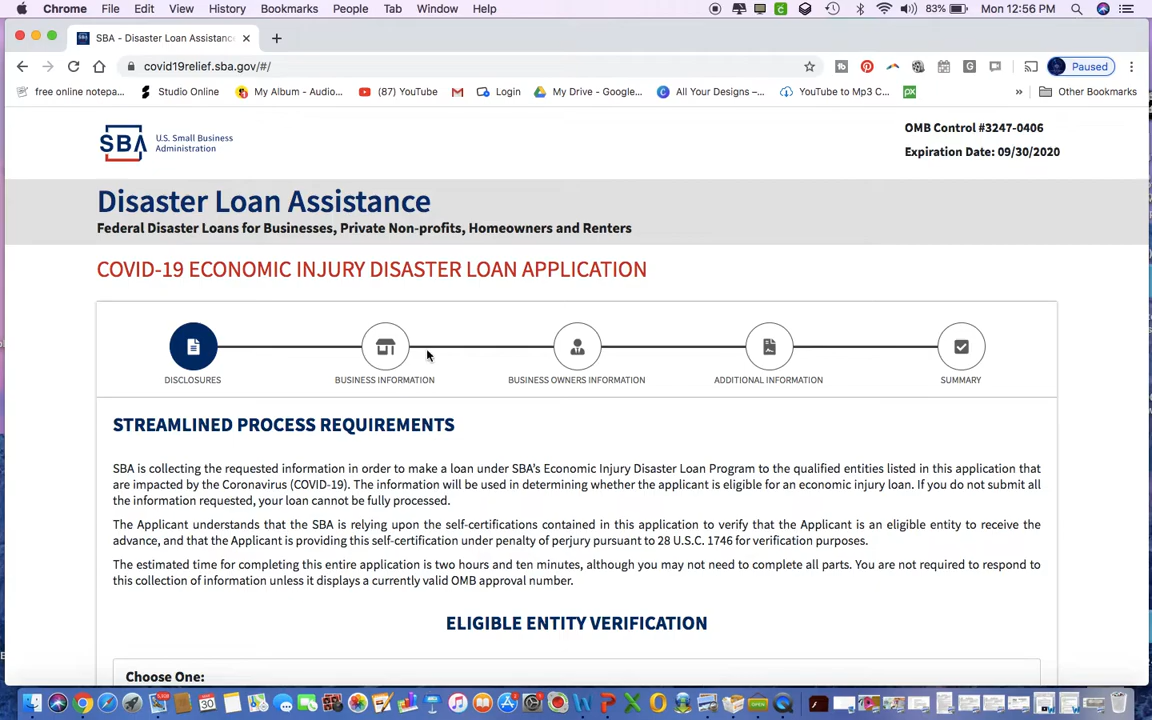 Chrome File Edit View History Bookmarks People Tab Window Help 83% Mon 12:56 PM
SBA - Disaster Loan Assistance
covid19relief.sba.gov/#/ Paused
free online notepa... Studio Online My Album - Audio... (87) YouTube Login My Drive - Google... All Your Designs –... YouTube to Mp3 C... px » Other Bookmarks
SBA U.S. Small Business
Administration
OMB Control #3247-0406
Expiration Date: 09/30/2020
Disaster Loan Assistance
Federal Disaster Loans for Businesses, Private Non-profits, Homeowners and Renters
COVID-19 ECONOMIC INJURY DISASTER LOAN APPLICATION
DISCLOSURES BUSINESS INFORMATION BUSINESS OWNERS INFORMATION ADDITIONAL INFORMATION SUMMARY
STREAMLINED PROCESS REQUIREMENTS
SBA is collecting the requested information in order to make a loan under SBA's Economic Injury Disaster Loan Program to the qualified entities listed in this application that
are impacted by the Coronavirus (COVID-19). The information will be used in determining whether the applicant is eligible for an economic injury loan. If you do not submit all
the information requested, your loan cannot be fully processed.
The Applicant understands that the SBA is relying upon the self-certifications contained in this application to verify that the Applicant is an eligible entity to receive the
advance, and that the Applicant is providing this self-certification under penalty of perjury pursuant to 28 U.S.C. 1746 for verification purposes.
The estimated time for completing this entire application is two hours and ten minutes, although you may not need to complete all parts. You are not required to respond to
this collection of information unless it displays a currently valid OMB approval number.
ELIGIBLE ENTITY VERIFICATION
Choose One:
30